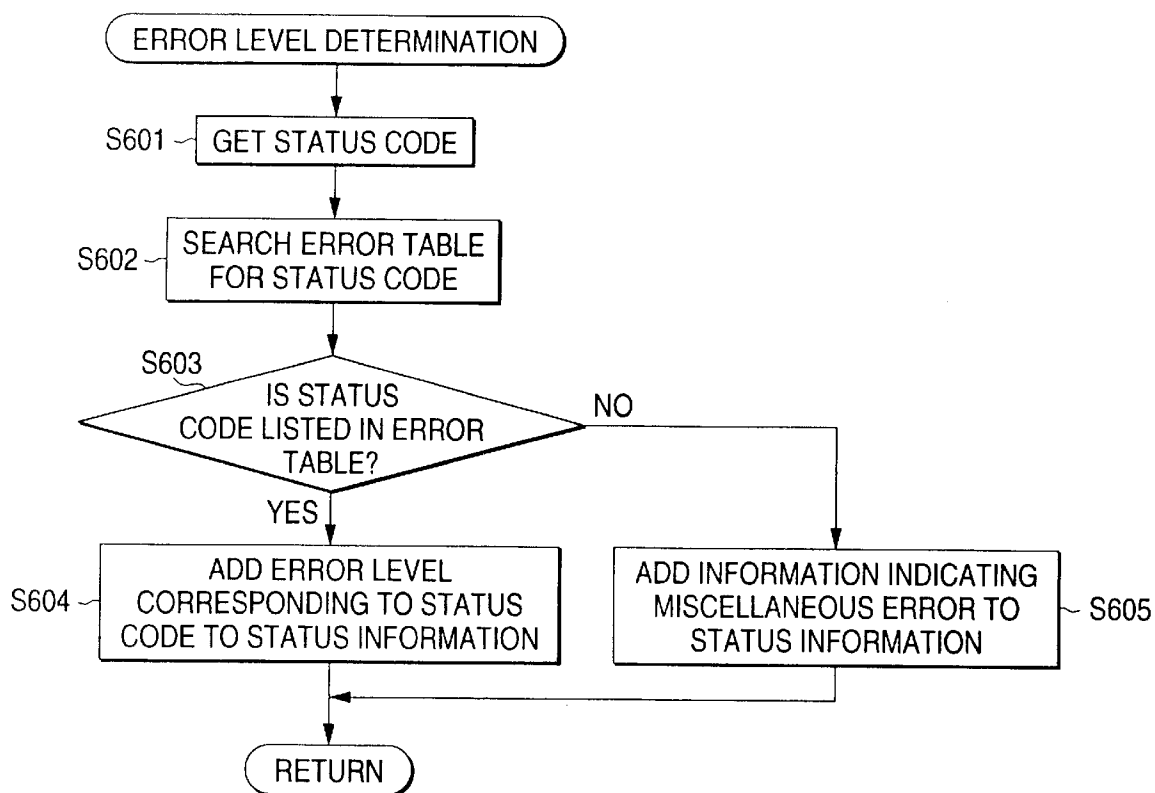 ERROR LEVEL DETERMINATION
S601
GET STATUS CODE
S602
SEARCH ERROR TABLE
FOR STATUS CODE
S603
IS STATUS
CODE LISTED IN ERROR
TABLE?
NO
YES
S604
ADD ERROR LEVEL
CORRESPONDING TO STATUS
CODE TO STATUS INFORMATION
ADD INFORMATION INDICATING
MISCELLANEOUS ERROR TO
STATUS INFORMATION
S605
RETURN